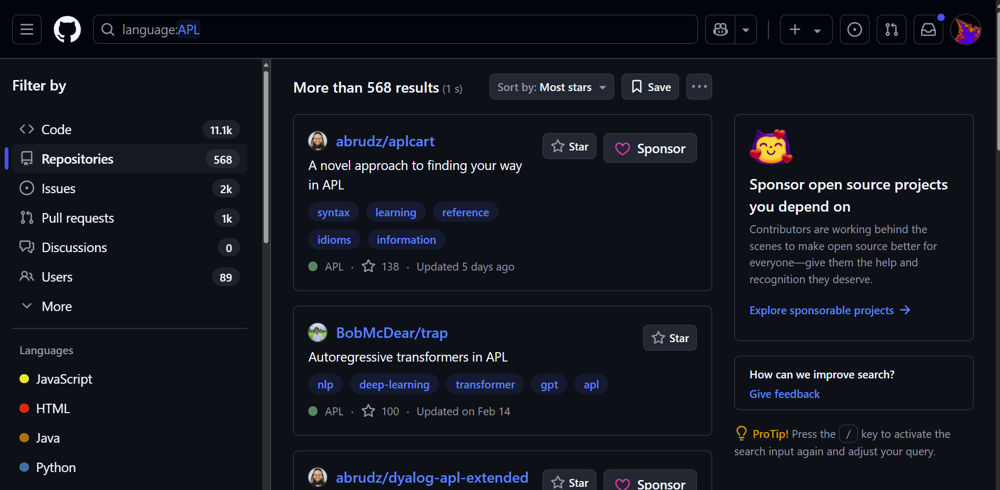 language:APL
Filter by
Code 11.1k
Repositories 568
Issues 2k
Pull requests 1k
Discussions 0
Users 89
More
Languages
JavaScript
HTML
Java
Python
More than 568 results (1 s)
Sort by: Most stars
Save
abrudz/aplcart
Star
Sponsor
A novel approach to finding your way
in APL
syntax learning reference
idioms information
APL · 138 · Updated 5 days ago
BobMcDear/trap
Star
Autoregressive transformers in APL
nlp deep-learning transformer gpt apl
APL · 100 · Updated on Feb 14
abrudz/dyalog-apl-extended
Star
Sponsor
Sponsor open source projects
you depend on
Contributors are working behind the
scenes to make open source better for
everyone—give them the help and
recognition they deserve.
Explore sponsorable projects →
How can we improve search?
Give feedback
ProTip! Press the / key to activate the
search input again and adjust your query.